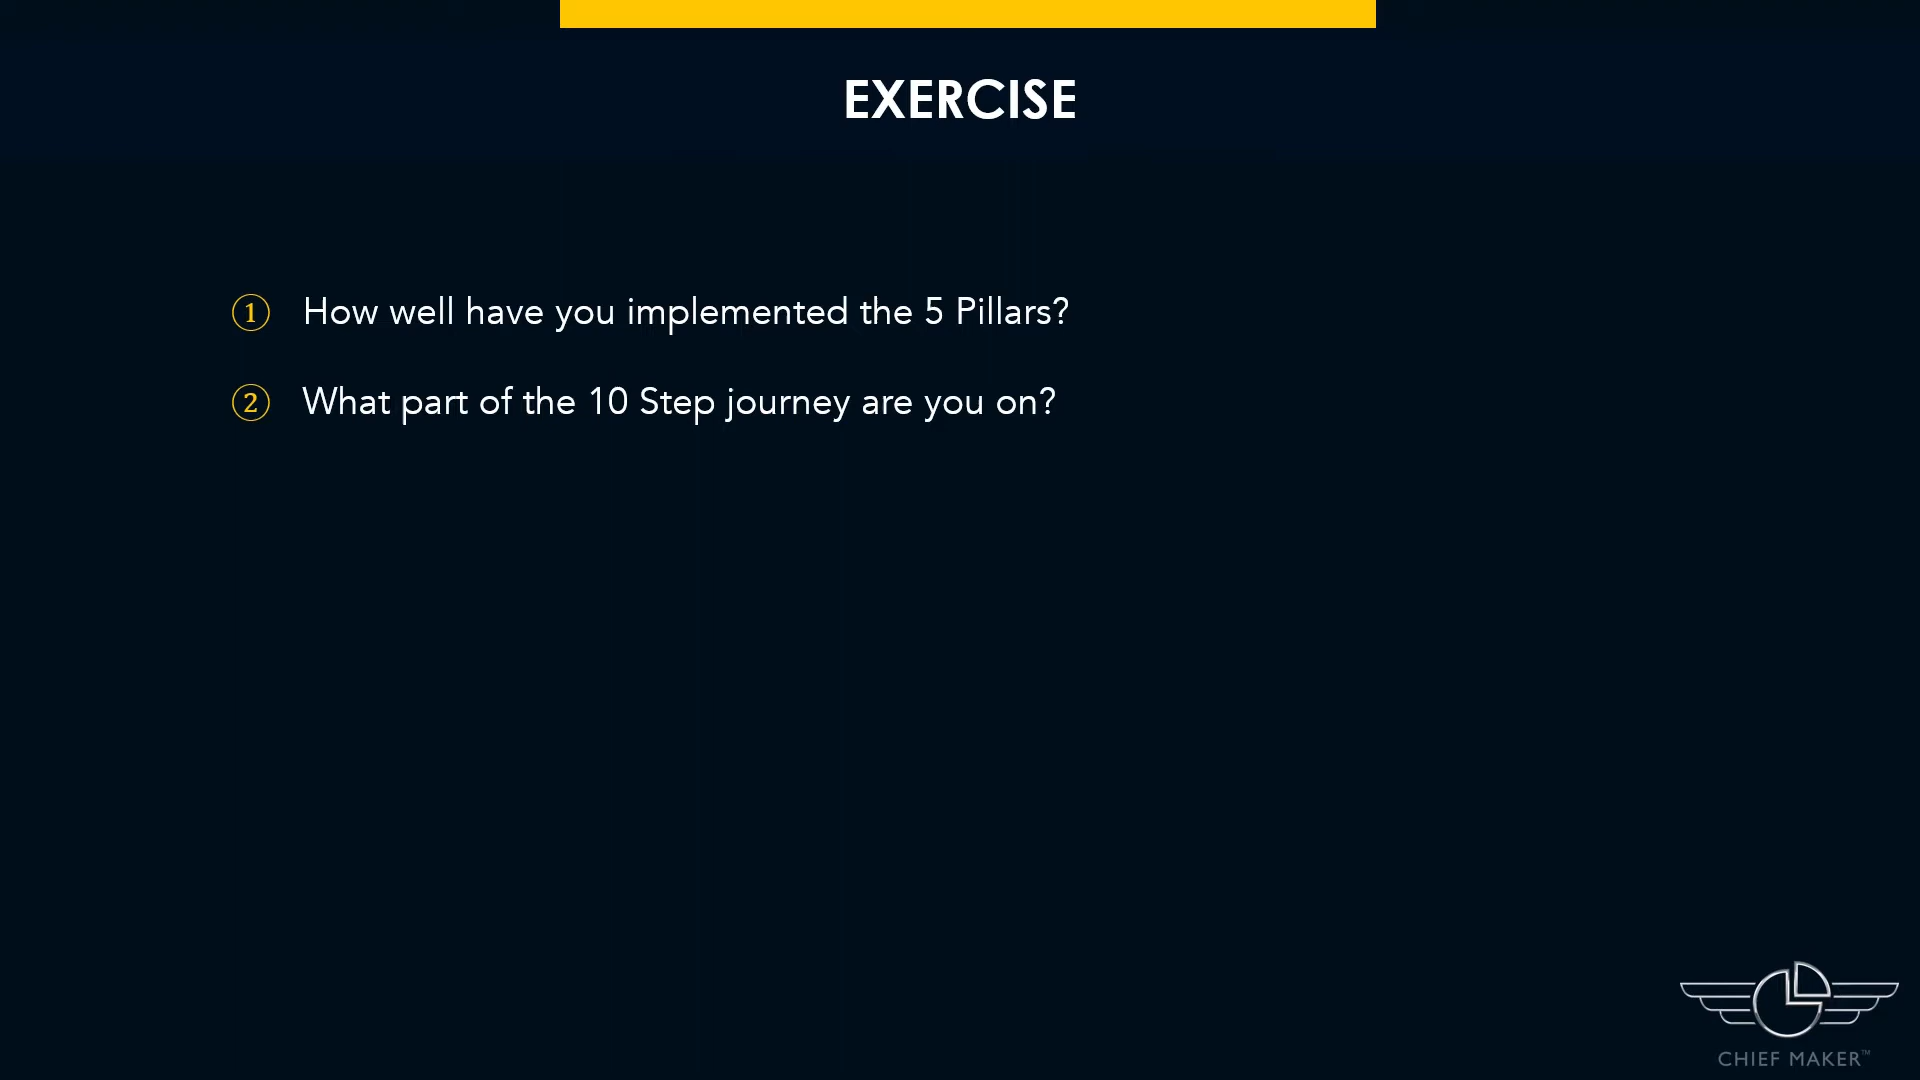 EXERCISE
① How well have you implemented the 5 Pillars?
② What part of the 10 Step journey are you on?
CHIEF MAKER™